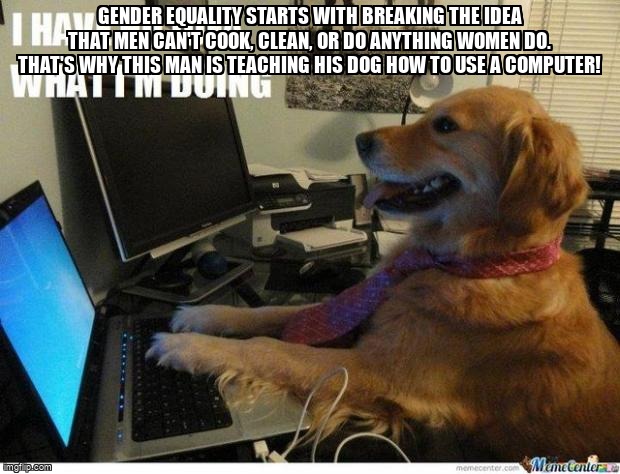 GENDER EQUALITY STARTS WITH BREAKING THE IDEA
THAT MEN CAN'T COOK, CLEAN, OR DO ANYTHING WOMEN DO.
THAT'S WHY THIS MAN IS TEACHING HIS DOG HOW TO USE A COMPUTER!
I
WHAT I'M DOING
imgflip.com
memecenter.com MemeCenter